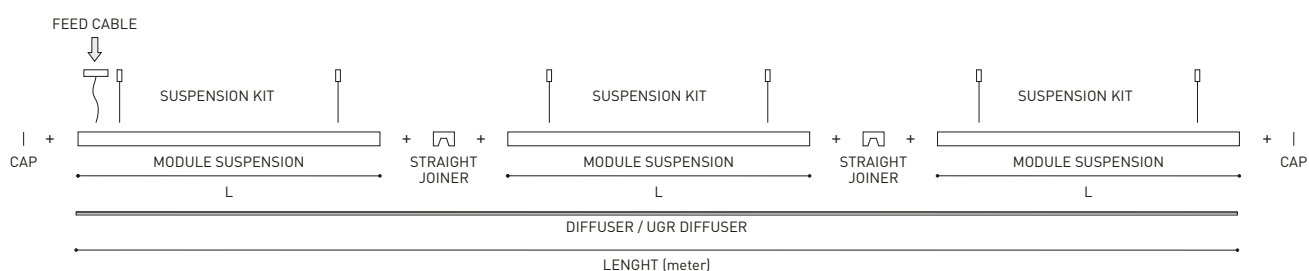 FEED CABLE
SUSPENSION KIT SUSPENSION KIT SUSPENSION KIT
+ + + + + +
CAP MODULE SUSPENSION STRAIGHT JOINER MODULE SUSPENSION STRAIGHT JOINER MODULE SUSPENSION CAP
L L L
DIFFUSER / UGR DIFFUSER
LENGHT (meter)